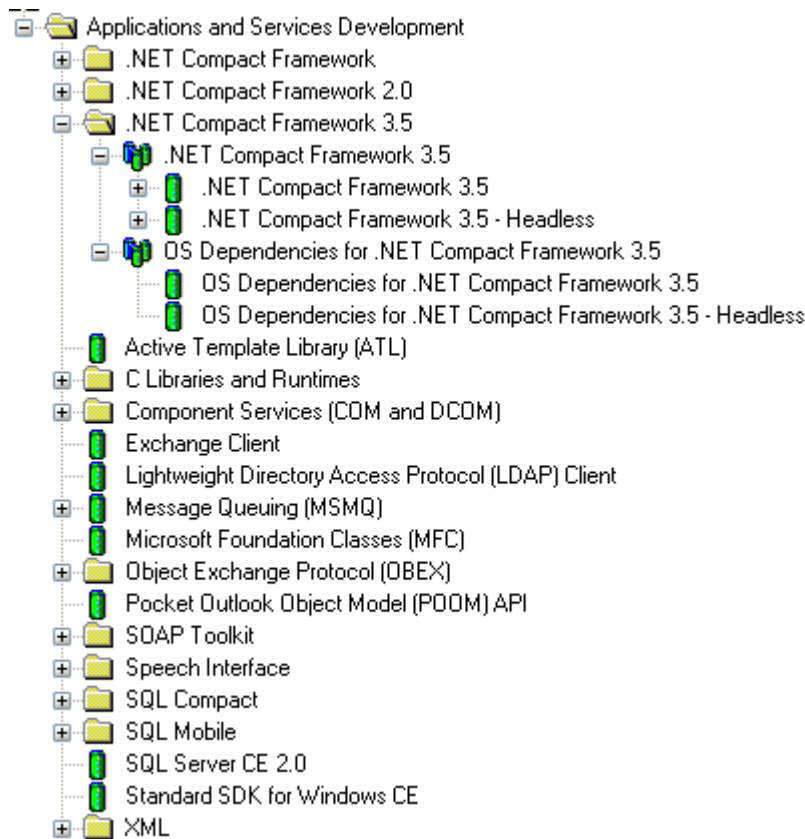 Applications and Services Development
.NET Compact Framework
.NET Compact Framework 2.0
.NET Compact Framework 3.5
.NET Compact Framework 3.5
.NET Compact Framework 3.5
.NET Compact Framework 3.5 - Headless
OS Dependencies for .NET Compact Framework 3.5
OS Dependencies for .NET Compact Framework 3.5
OS Dependencies for .NET Compact Framework 3.5 - Headless
Active Template Library (ATL)
C Libraries and Runtimes
Component Services (COM and DCOM)
Exchange Client
Lightweight Directory Access Protocol (LDAP) Client
Message Queuing (MSMQ)
Microsoft Foundation Classes (MFC)
Object Exchange Protocol (OBEX)
Pocket Outlook Object Model (POOM) API
SOAP Toolkit
Speech Interface
SQL Compact
SQL Mobile
SQL Server CE 2.0
Standard SDK for Windows CE
XML